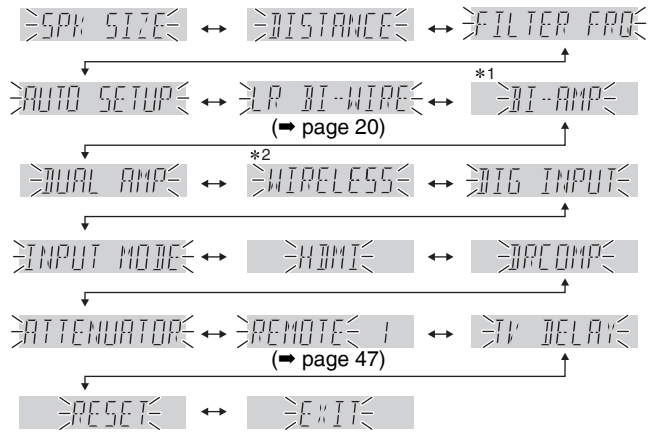 SPK SIZE ↔ DISTANCE ↔ FILTER FRQ
*1
AUTO SETUP ↔ LR BI-WIRE ↔ BI-AMP
(➡ page 20)
*2
DUAL AMP ↔ WIRELESS ↔ DIG INPUT
INPUT MODE ↔ HDMI ↔ DRCOMP
ATTENUATOR ↔ REMOTE 1 ↔ TV DELAY
(➡ page 47)
RESET ↔ EXIT